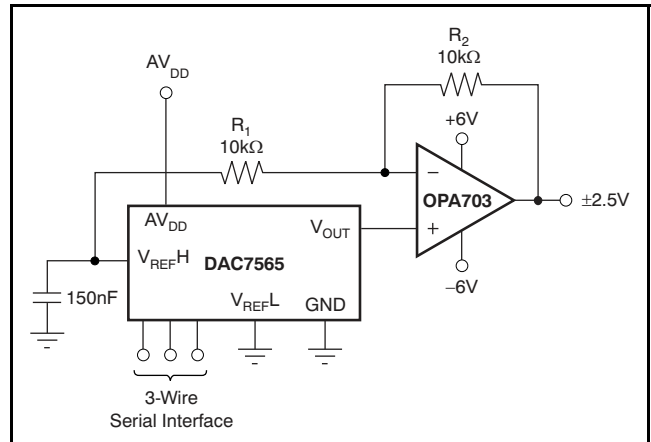 R2
10kΩ
AVDD
R1
10kΩ
+6V
−
OPA703
±2.5V
+
−6V
AVDD
VOUT
VREFH
DAC7565
150nF
VREFL
GND
3-Wire
Serial Interface